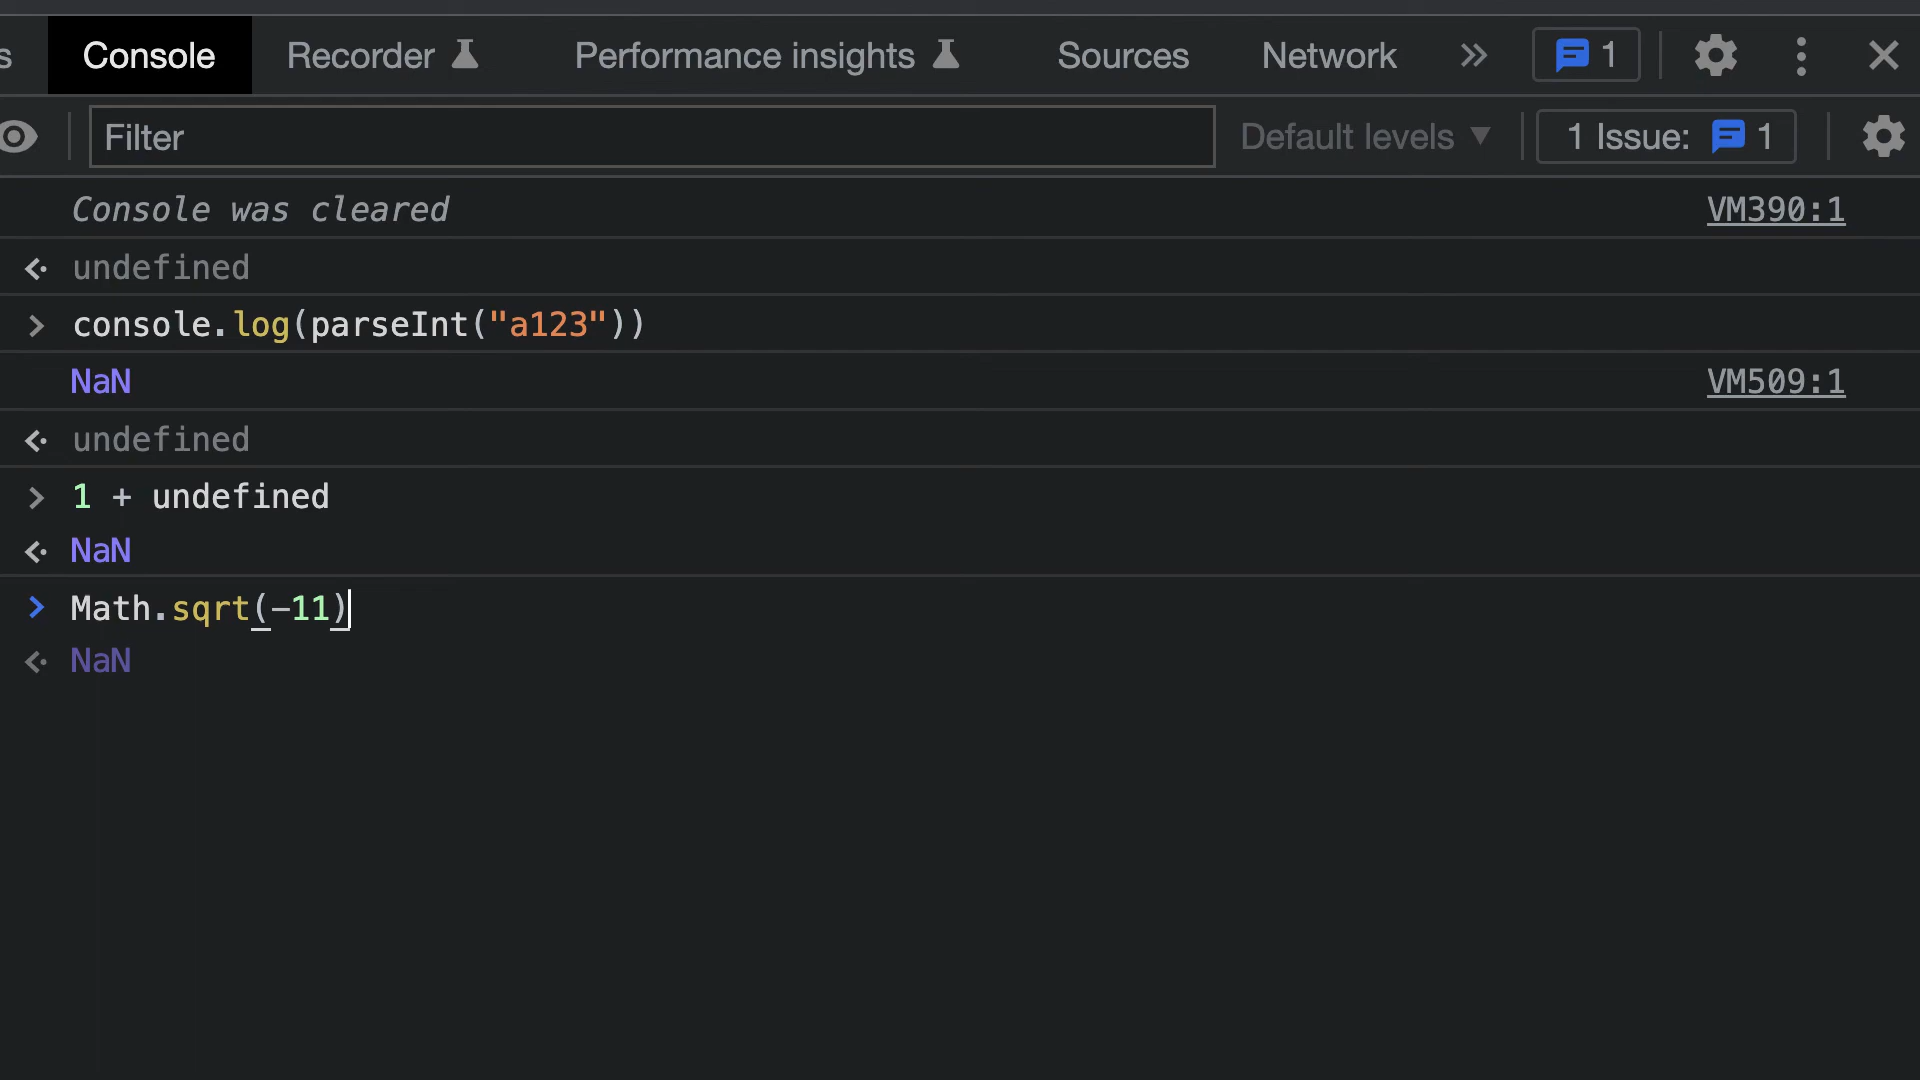 s Console Recorder Performance insights Sources Network » 1
Filter Default levels ▼ 1 Issue: 1
Console was cleared VM390:1
undefined
> console.log(parseInt("a123"))
NaN VM509:1
undefined
> 1 + undefined
NaN
> Math.sqrt(-11)
NaN